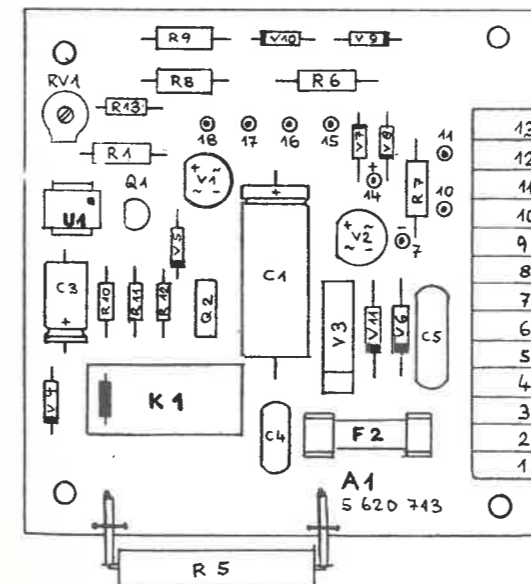 R9
V10
V9
RV1
R8
R6
R13
18
17
16
15
V7
V8
11
13
12
11
10
9
8
7
6
5
4
3
2
1
R1
+
V1
~
~
-
+
14
R7
10
Q1
U1
V5
+
V2
~
~
-
7
C3
+
R10
R11
R12
Q2
+
C1
V3
V11
V6
C5
V4
K1
C4
F2
A1
5 620 743
R5